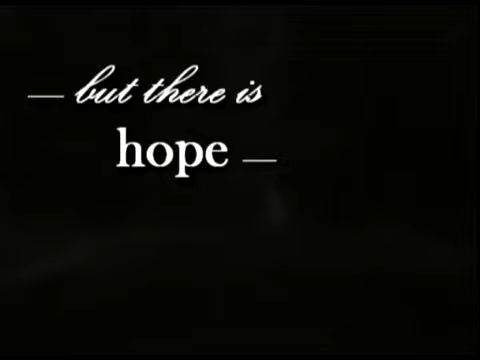 — but there is
hope —